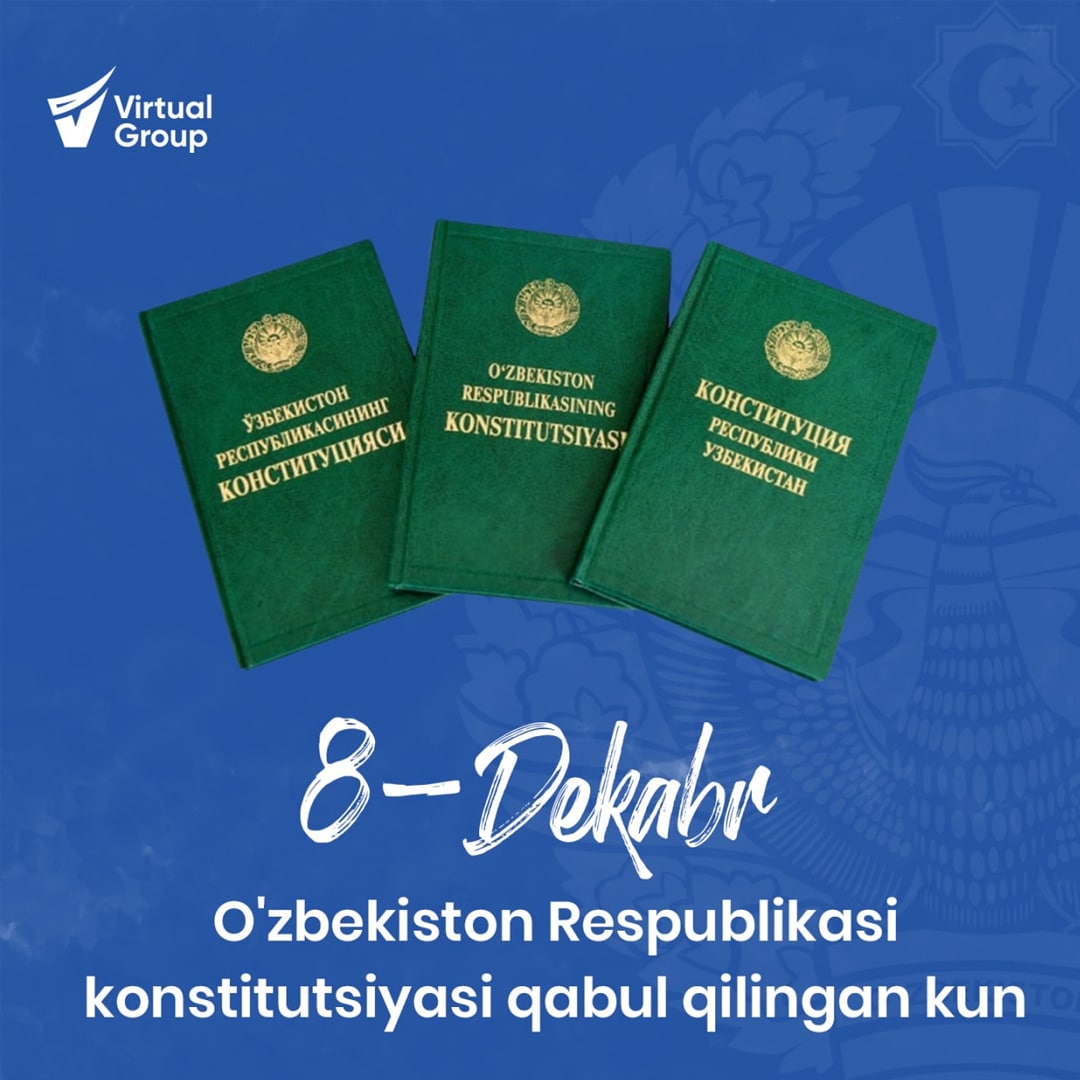 Virtual
Group
ЎЗБЕКИСТОН
РЕСПУБЛИКАСИНИНГ
КОНСТИТУЦИЯСИ
O‘ZBEKISTON
RESPUBLIKASINING
KONSTITUTSIYASI
КОНСТИТУЦИЯ
РЕСПУБЛИКИ
УЗБЕКИСТАН
8-Dekabr
O'zbekiston Respublikasi
konstitutsiyasi qabul qilingan kun